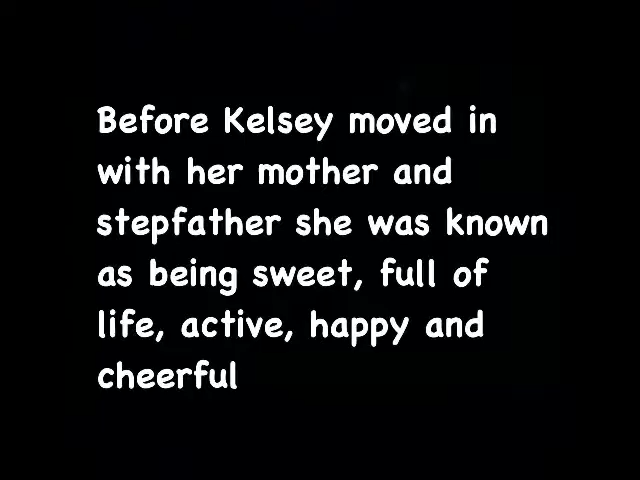 Before Kelsey moved in
with her mother and
stepfather she was known
as being sweet, full of
life, active, happy and
cheerful